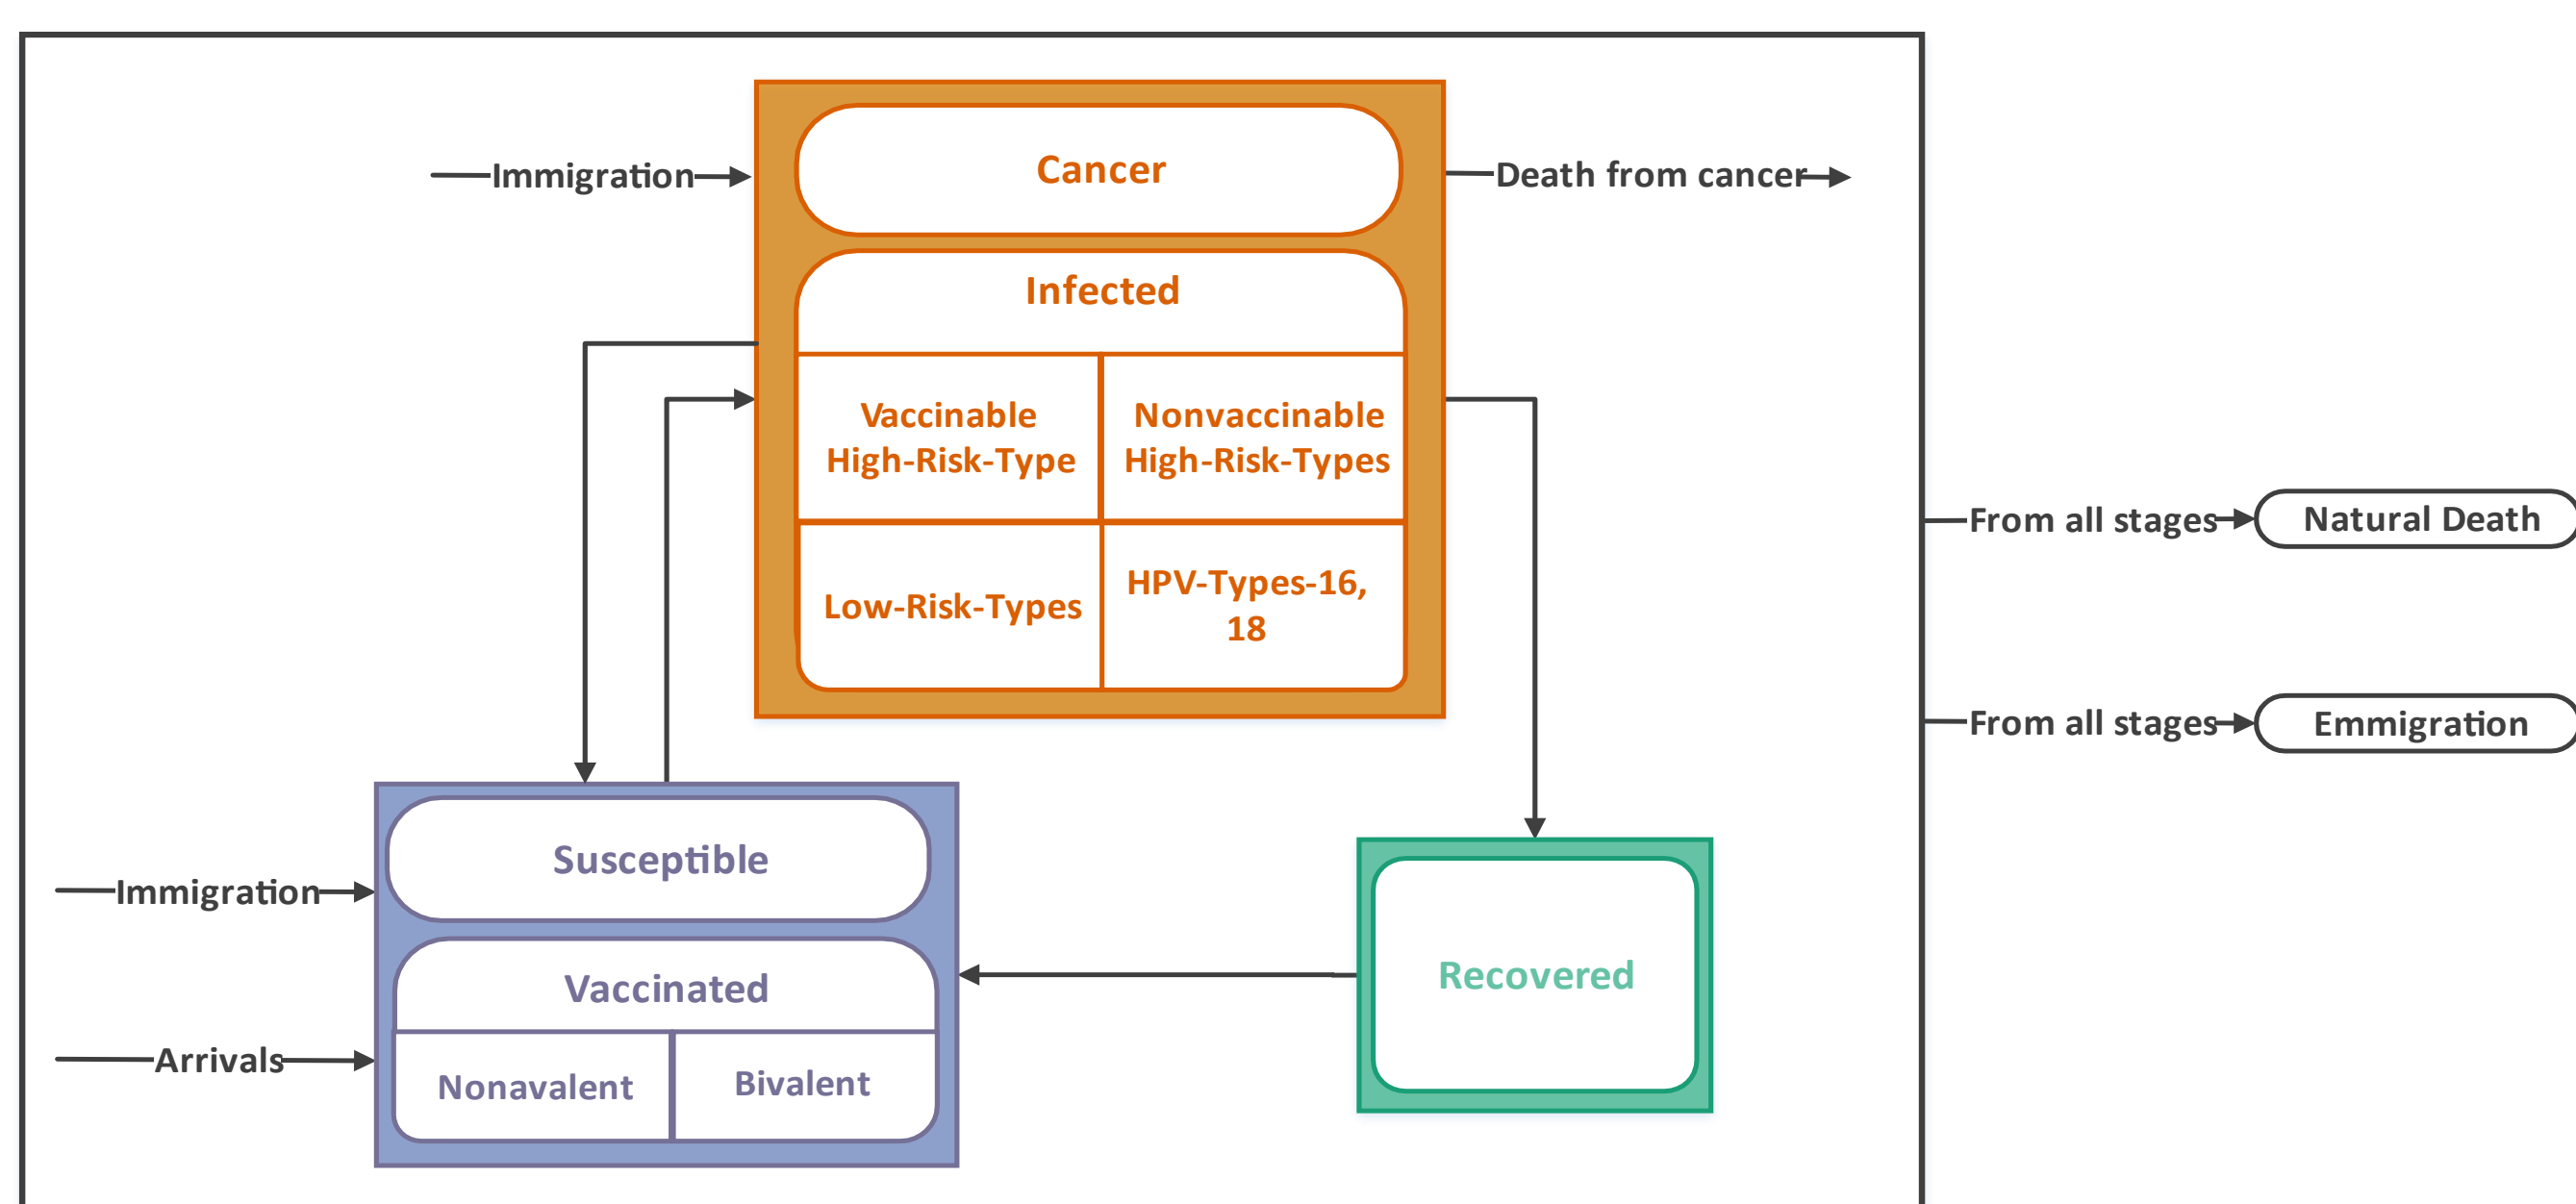 Cancer
Immigration
Death from cancer
Infected
Vaccinable
High-Risk-Type
Nonvaccinable
High-Risk-Types
Low-Risk-Types
HPV-Types-16,
18
From all stages
Natural Death
From all stages
Emmigration
Susceptible
Immigration
Vaccinated
Recovered
Arrivals
Nonavalent
Bivalent